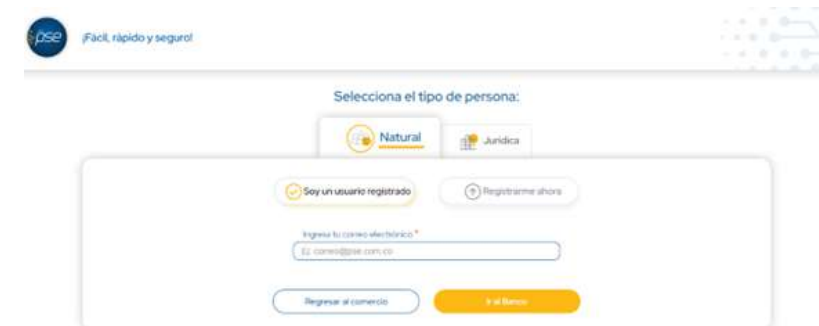 pse ¡Fácil, rápido y seguro!
Selecciona el tipo de persona:
Natural Jurídica
Soy un usuario registrado Registrarme ahora
Ingresa tu correo electrónico *
Ej: correo@pse.com.co
Regresar al comercio Ir al Banco